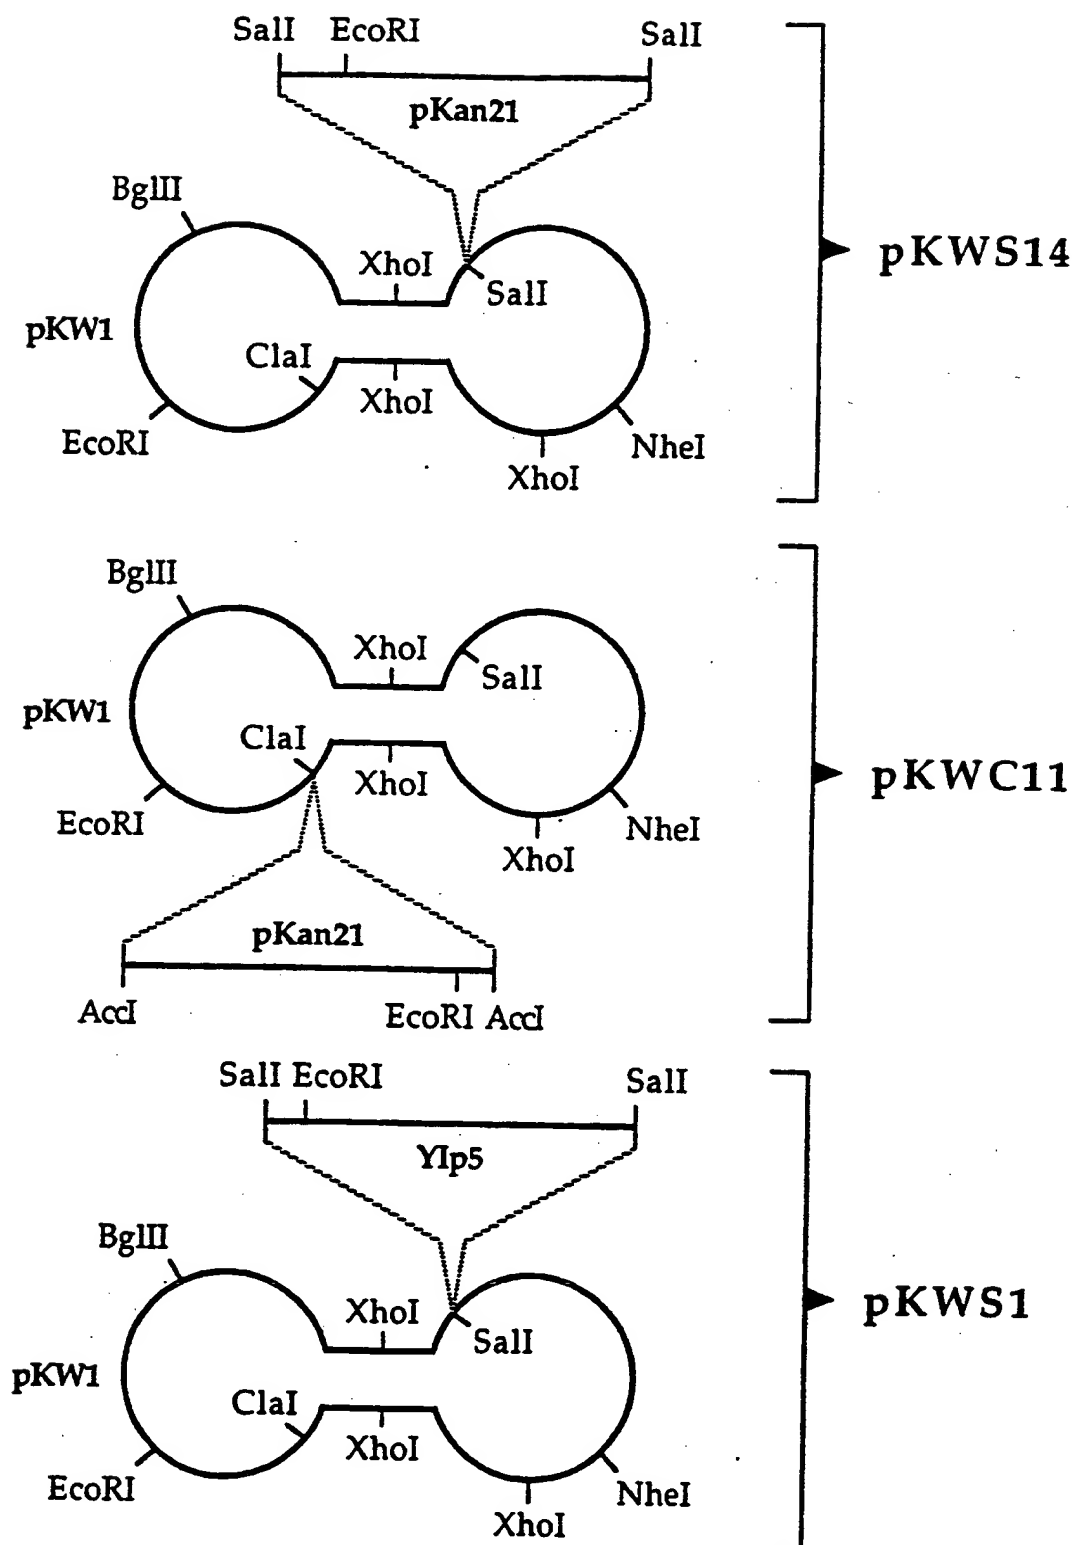 SalI EcoRI SalI
pKan21
BglII
XhoI
SalI
pKW1
ClaI
XhoI
EcoRI
NheI
XhoI
pKWS14
BglII
XhoI
SalI
pKW1
ClaI
XhoI
EcoRI
NheI
XhoI
pKan21
AccI EcoRI AccI
pKWC11
SalI EcoRI SalI
YIp5
BglII
XhoI
SalI
pKW1
ClaI
XhoI
EcoRI
NheI
XhoI
pKWS1